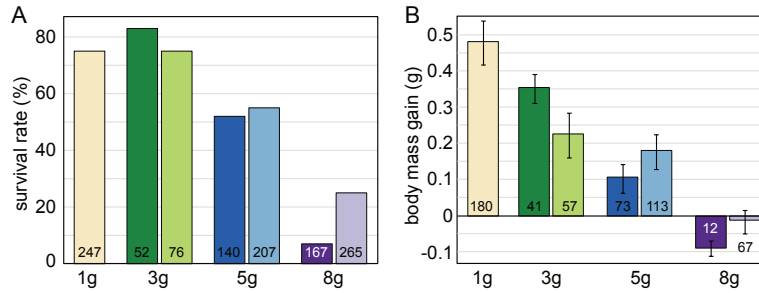 A
survival rate (%)
80
60
40
20
0
247
52
76
140
207
167
265
1g
3g
5g
8g
B
body mass gain (g)
0.5
0.4
0.3
0.2
0.1
0
-0.1
180
41
57
73
113
12
67
1g
3g
5g
8g